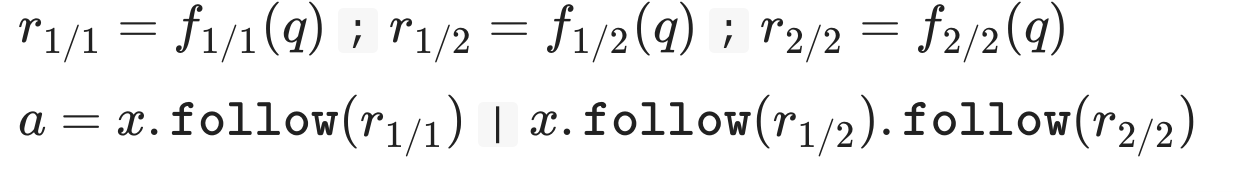 r_{1/1} = f_{1/1}(q) ; r_{1/2} = f_{1/2}(q) ; r_{2/2} = f_{2/2}(q)
a = x.follow(r_{1/1}) | x.follow(r_{1/2}).follow(r_{2/2})